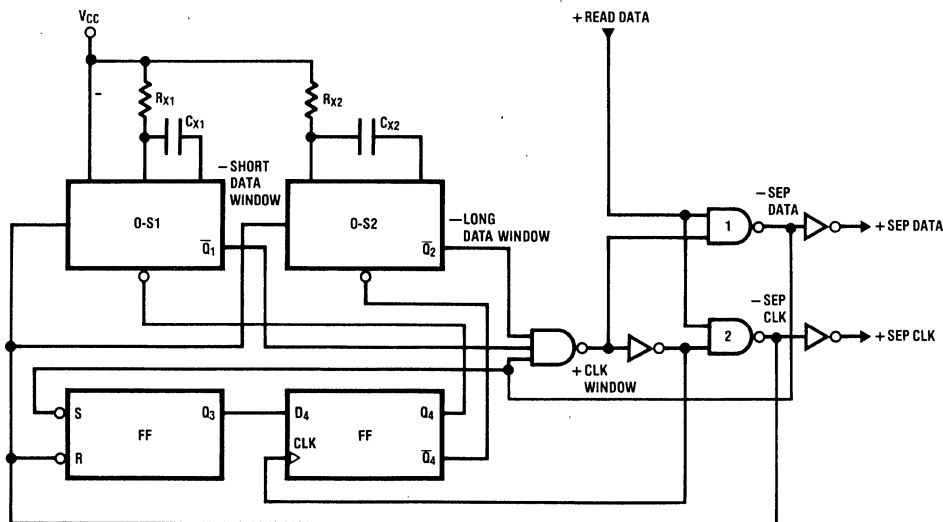 VCC
+ READ DATA
RX1
CX1
RX2
CX2
– SHORT
DATA
WINDOW
O-S1
Q̅1
O-S2
Q̅2
— LONG
DATA WINDOW
+ CLK
WINDOW
1
– SEP
DATA
+ SEP DATA
2
– SEP
CLK
+ SEP CLK
S
R
FF
Q3
D4
CLK
FF
Q4
Q̅4